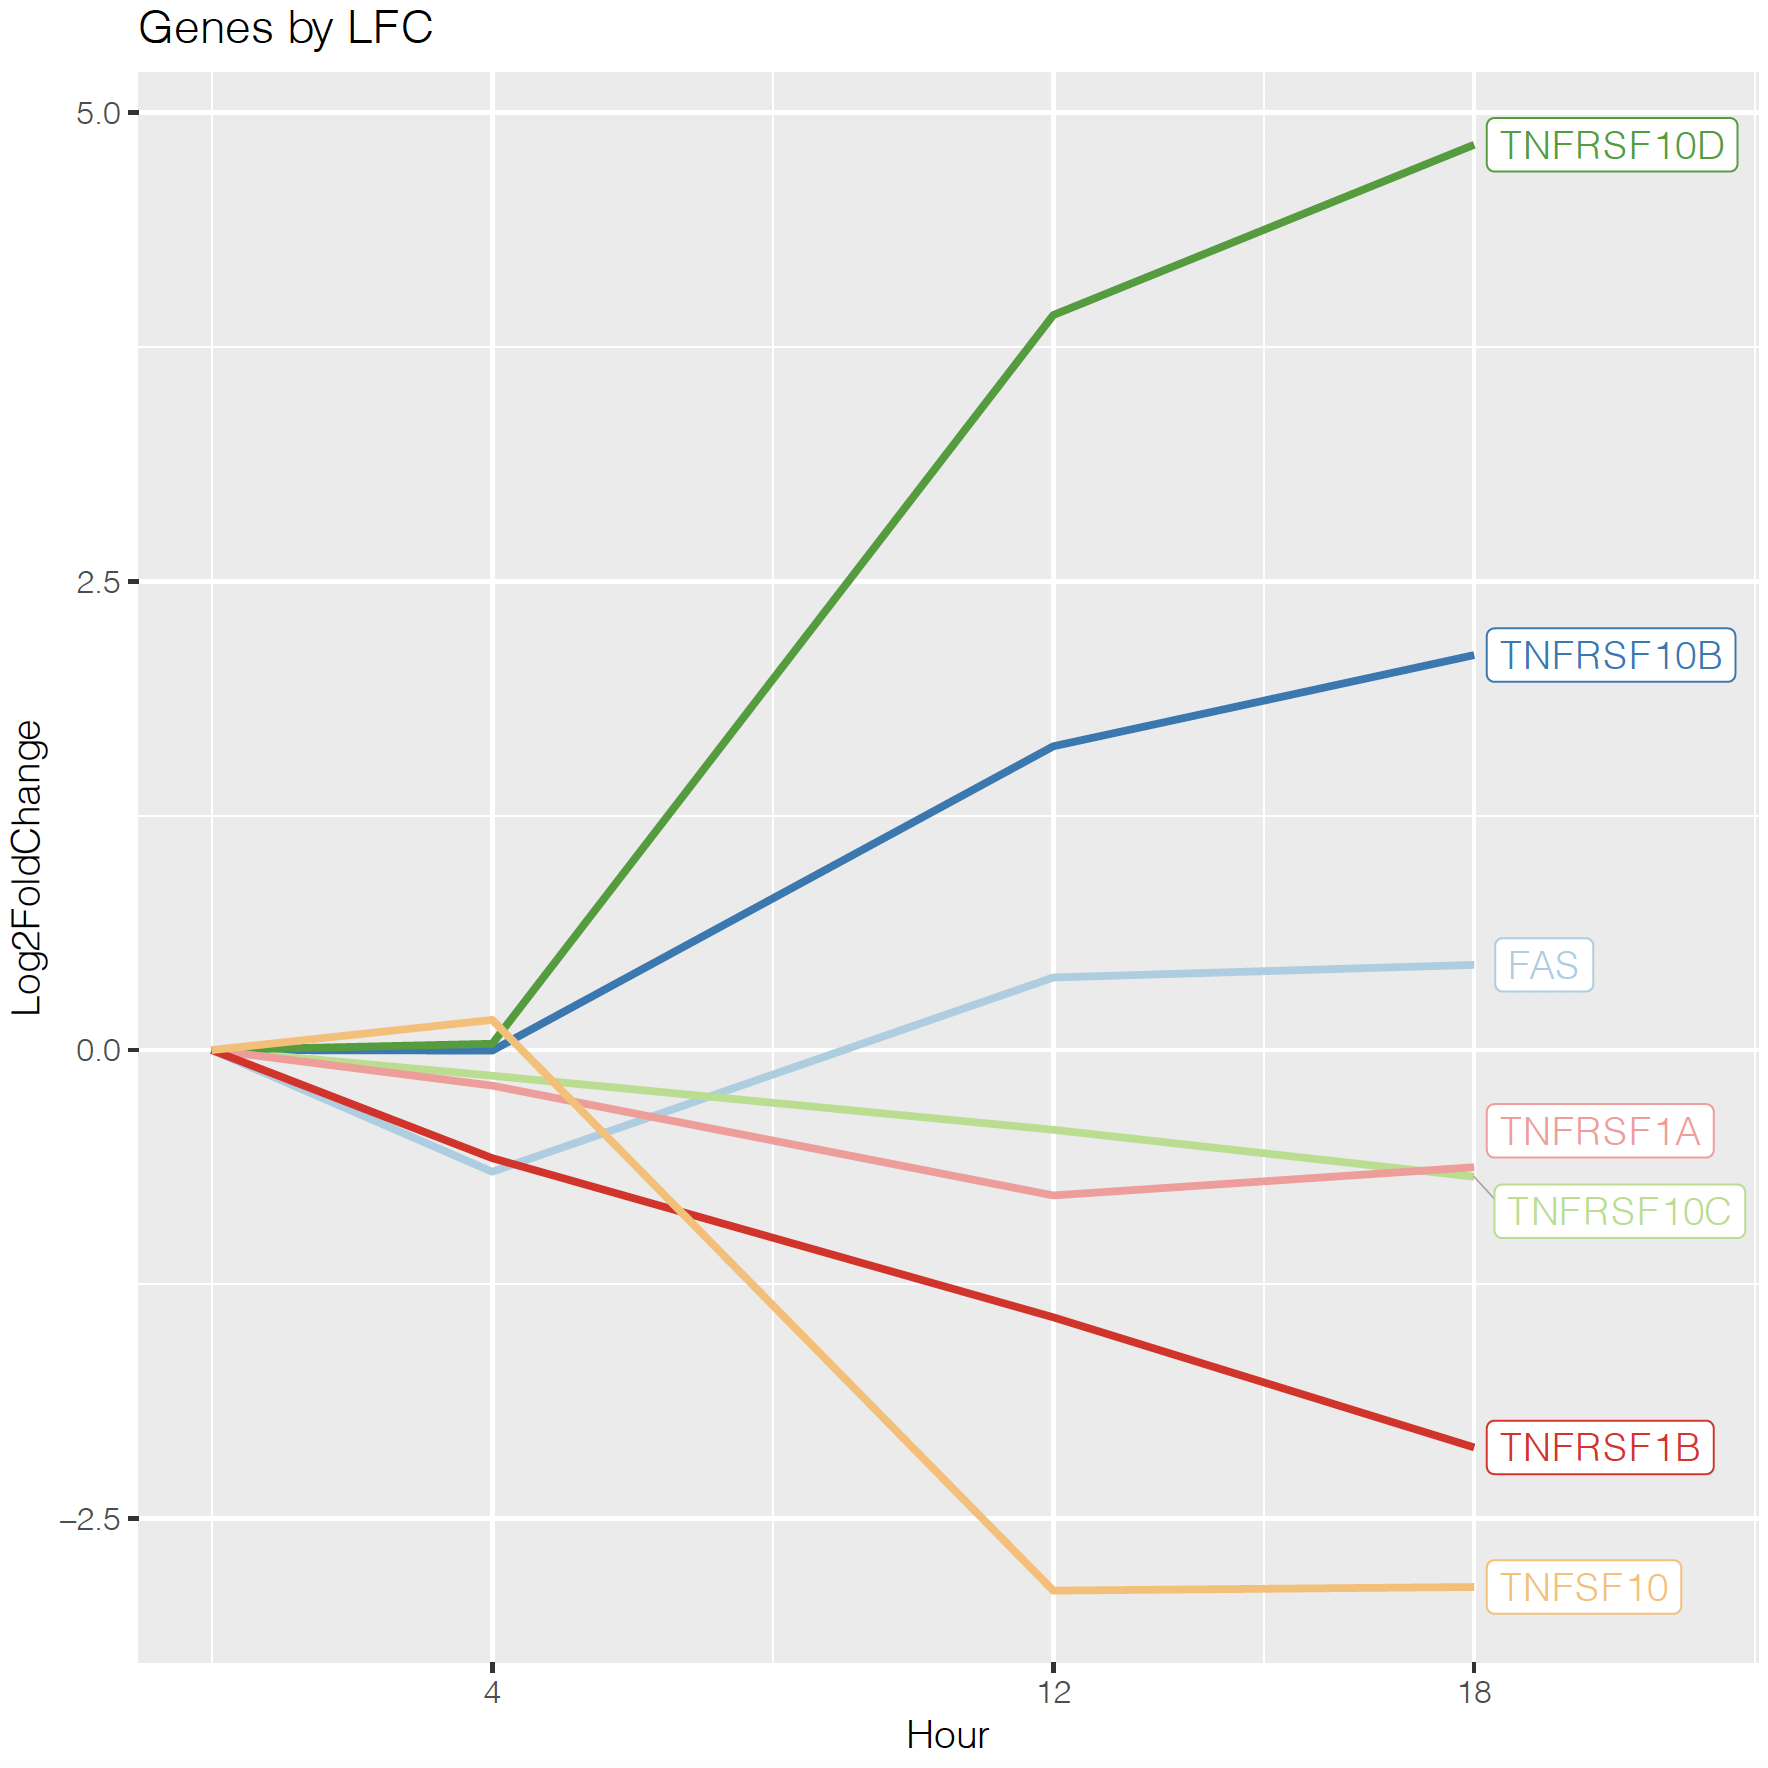 Genes by LFC
5.0
2.5
0.0
−2.5
Log2FoldChange
TNFRSF10D
TNFRSF10B
FAS
TNFRSF1A
TNFRSF10C
TNFRSF1B
TNFSF10
4
12
18
Hour